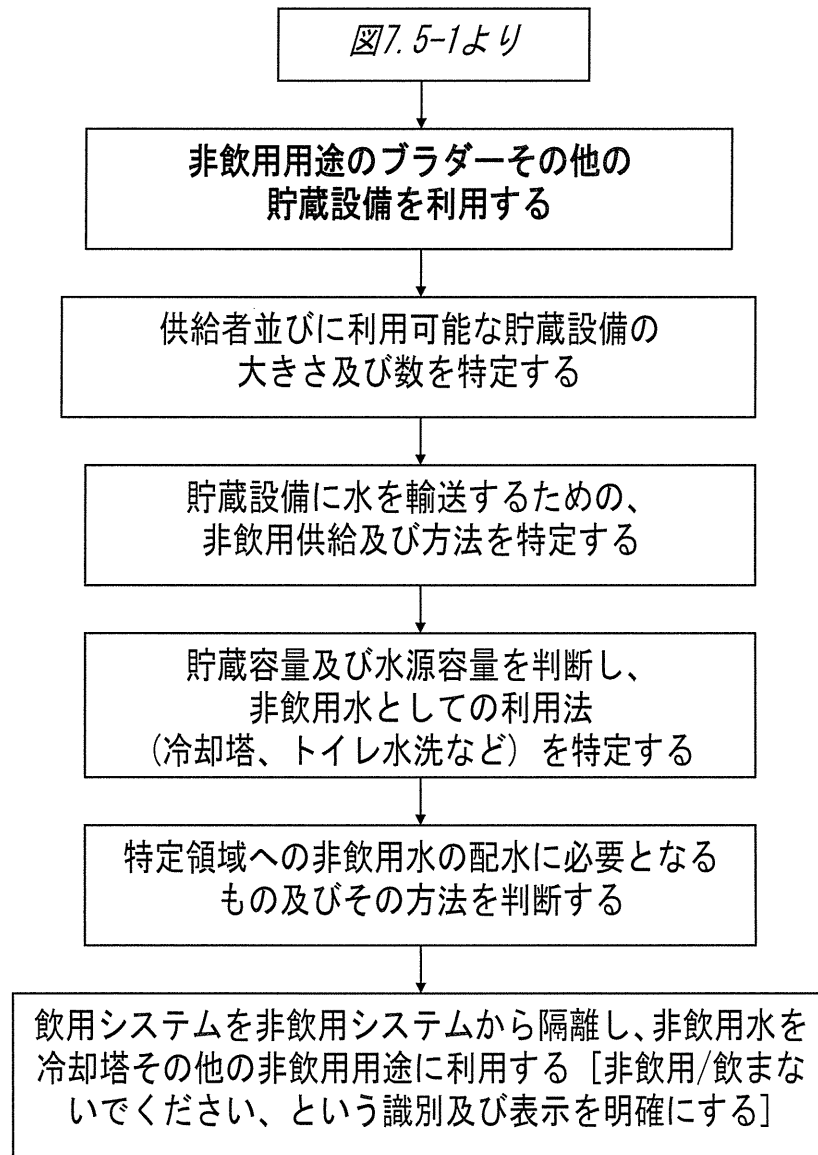 図7.5-1より
非飲用用途のブラダーその他の
貯蔵設備を利用する
供給者並びに利用可能な貯蔵設備の
大きさ及び数を特定する
貯蔵設備に水を輸送するための、
非飲用供給及び方法を特定する
貯蔵容量及び水源容量を判断し、
非飲用水としての利用法
(冷却塔、トイレ水洗など) を特定する
特定領域への非飲用水の配水に必要となる
もの及びその方法を判断する
飲用システムを非飲用システムから隔離し、非飲用水を
冷却塔その他の非飲用用途に利用する [非飲用/飲まな
いでください、という識別及び表示を明確にする]